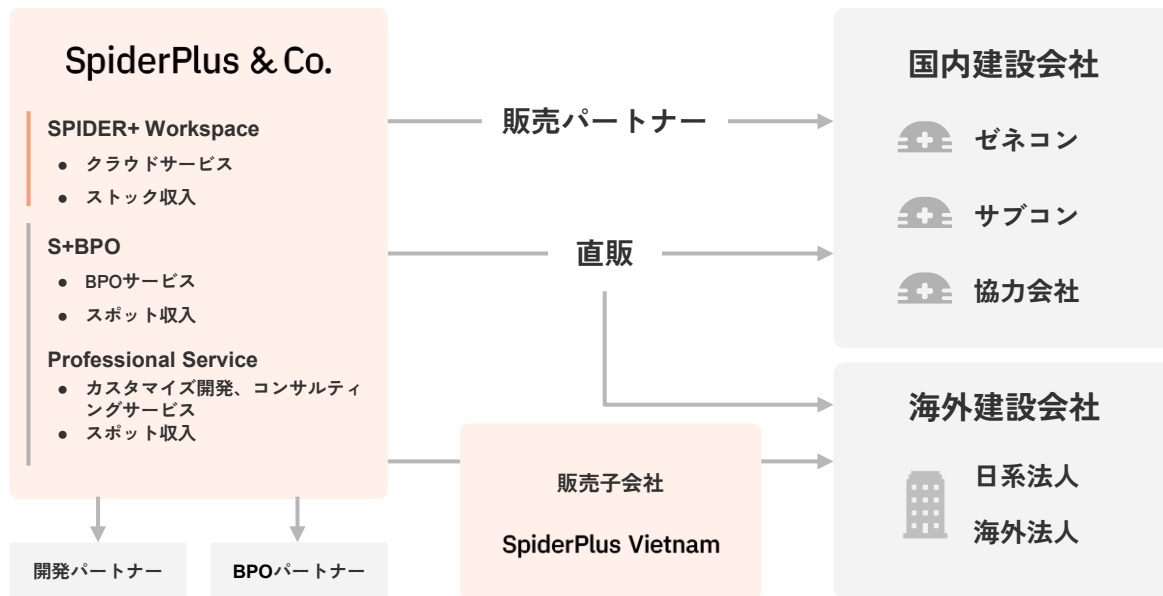 SpiderPlus & Co.
SPIDER+ Workspace
● クラウドサービス
● ストック収入
S+BPO
● BPOサービス
● スポット収入
Professional Service
● カスタマイズ開発、コンサルティ
ングサービス
● スポット収入
開発パートナー
BPOパートナー
販売パートナー
直販
販売子会社
SpiderPlus Vietnam
国内建設会社
ゼネコン
サブコン
協力会社
海外建設会社
日系法人
海外法人